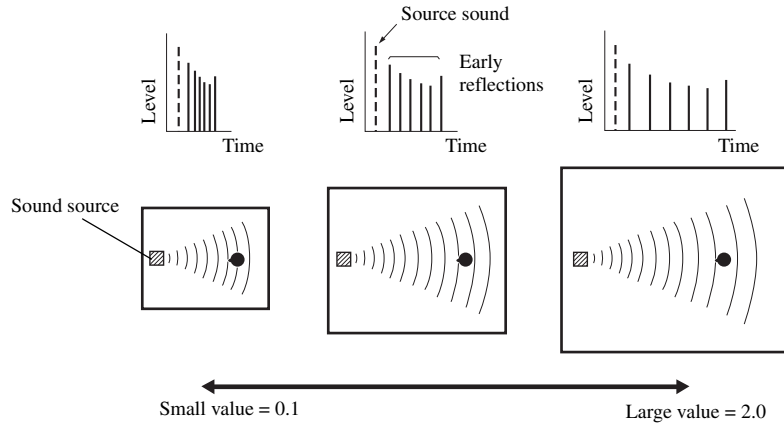 Source sound
Early
reflections
Level
Time
Level
Time
Level
Time
Sound source
Small value = 0.1
Large value = 2.0